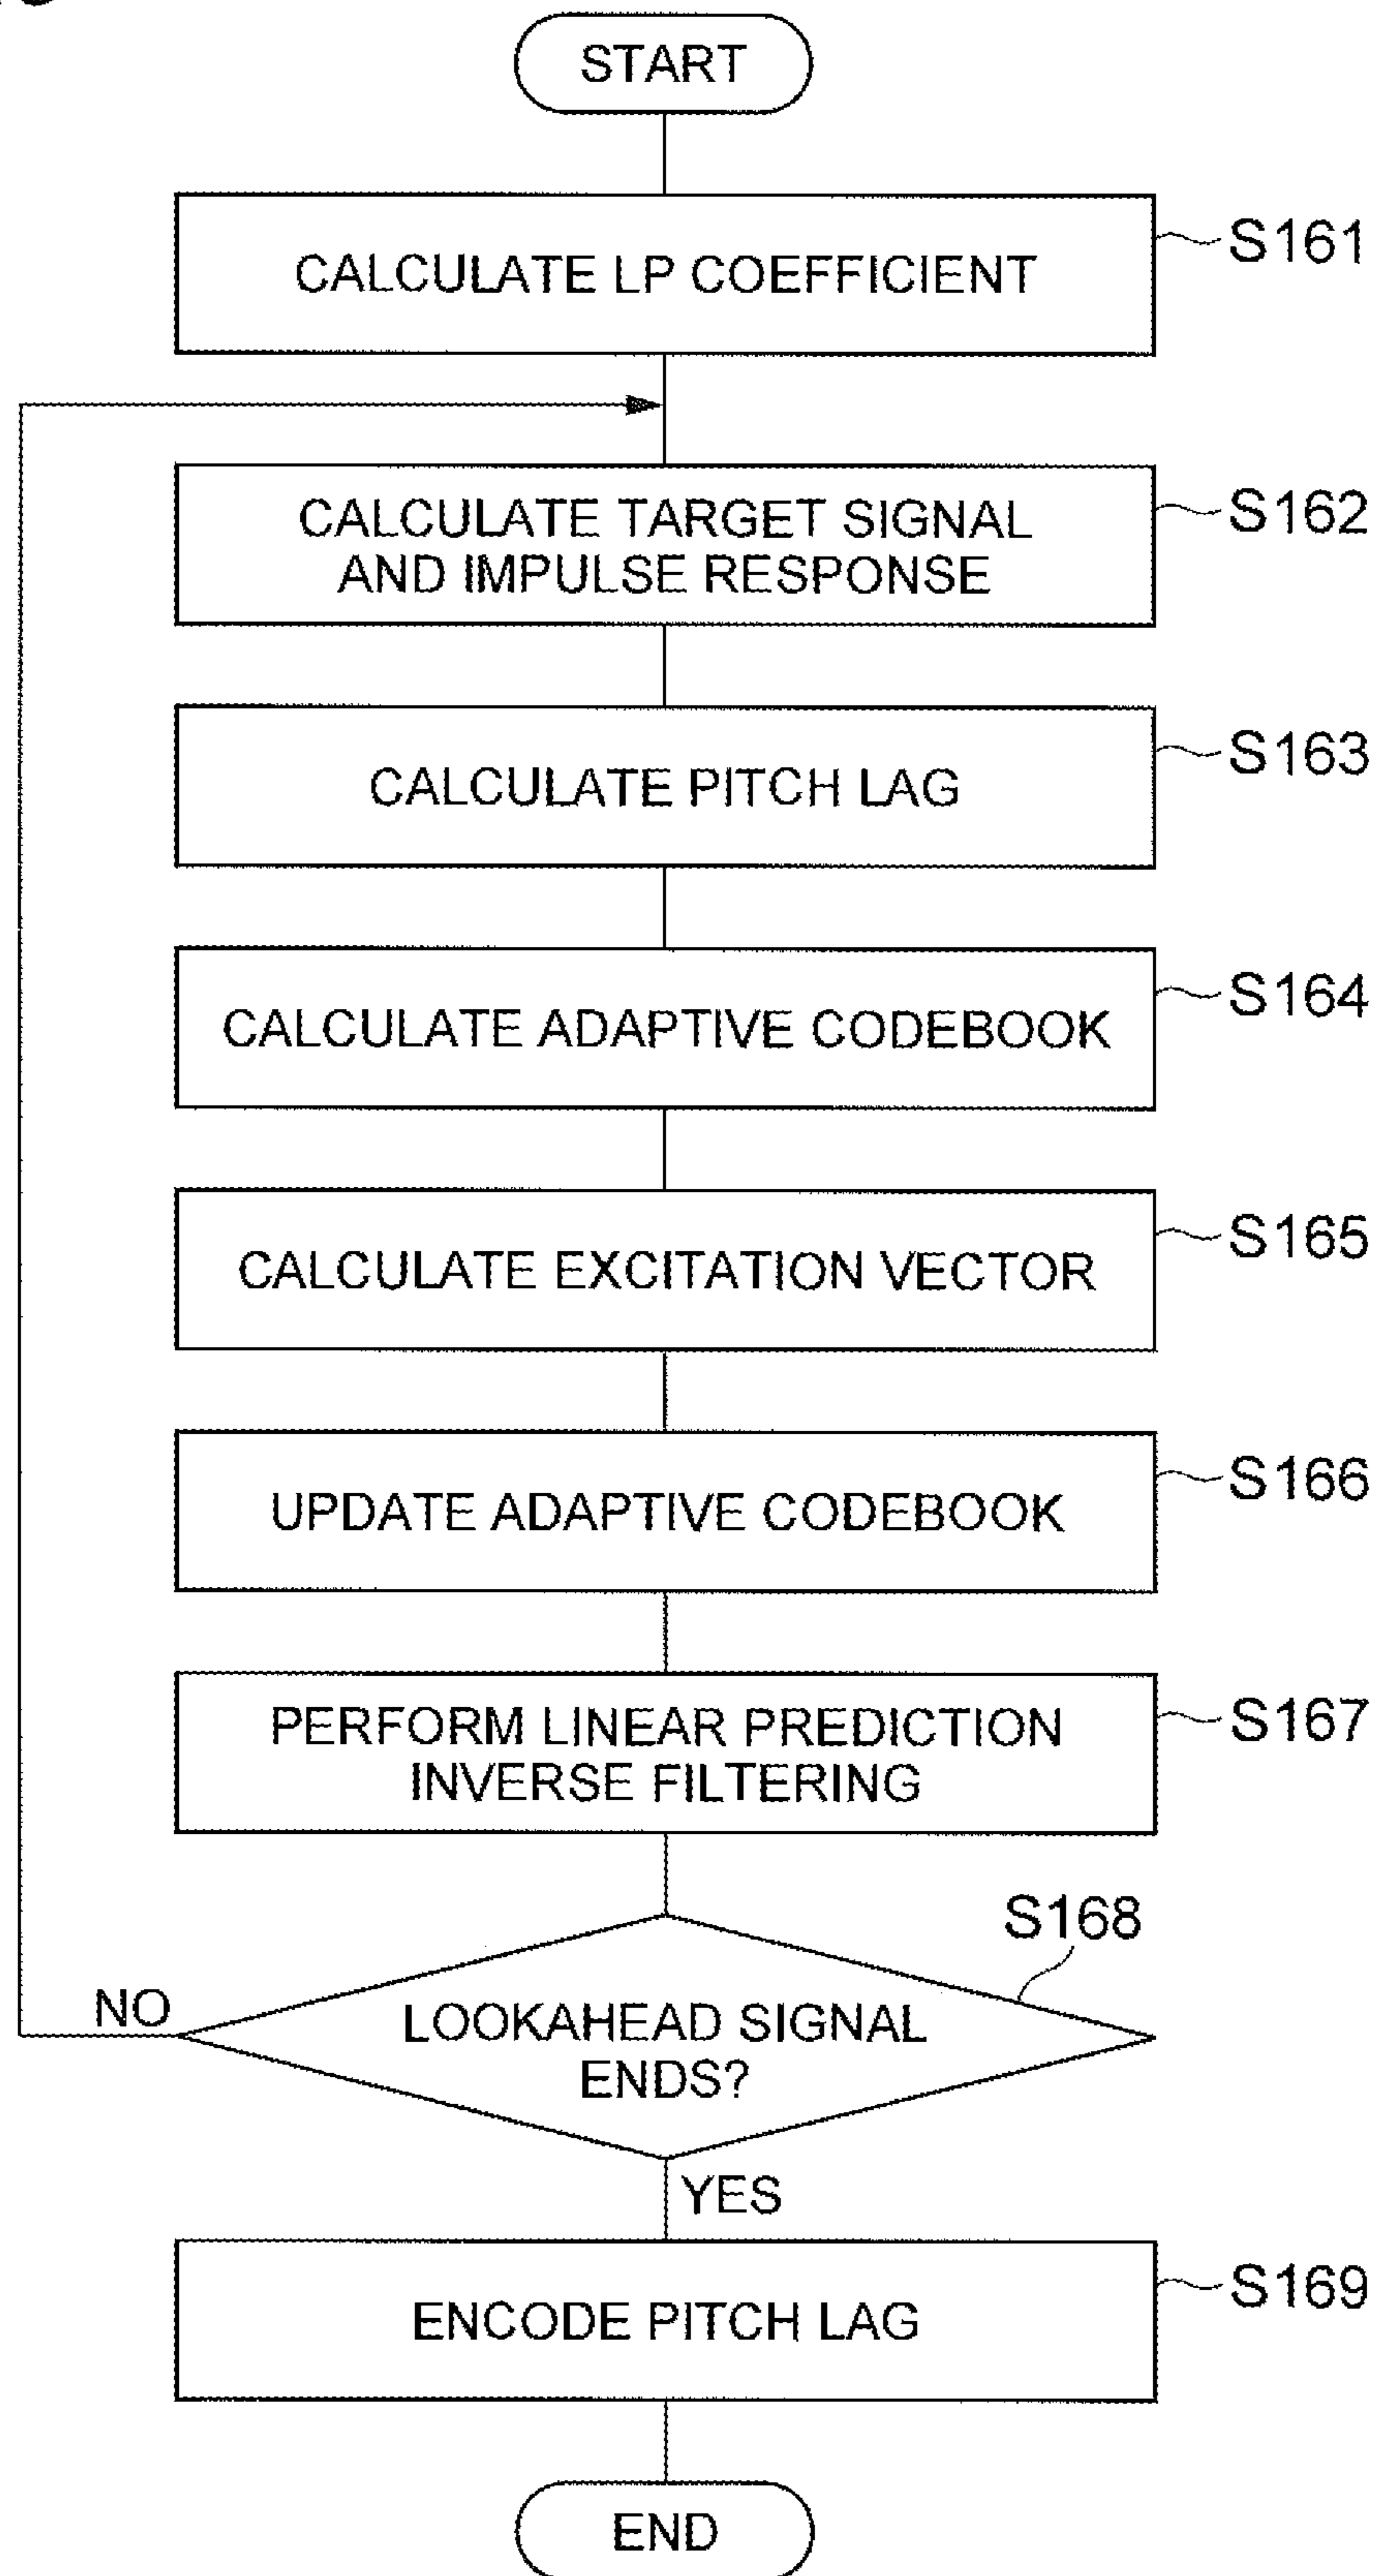 START
CALCULATE LP COEFFICIENT
S161
CALCULATE TARGET SIGNAL
AND IMPULSE RESPONSE
S162
CALCULATE PITCH LAG
S163
CALCULATE ADAPTIVE CODEBOOK
S164
CALCULATE EXCITATION VECTOR
S165
UPDATE ADAPTIVE CODEBOOK
S166
PERFORM LINEAR PREDICTION
INVERSE FILTERING
S167
S168
NO
LOOKAHEAD SIGNAL
ENDS?
YES
ENCODE PITCH LAG
S169
END